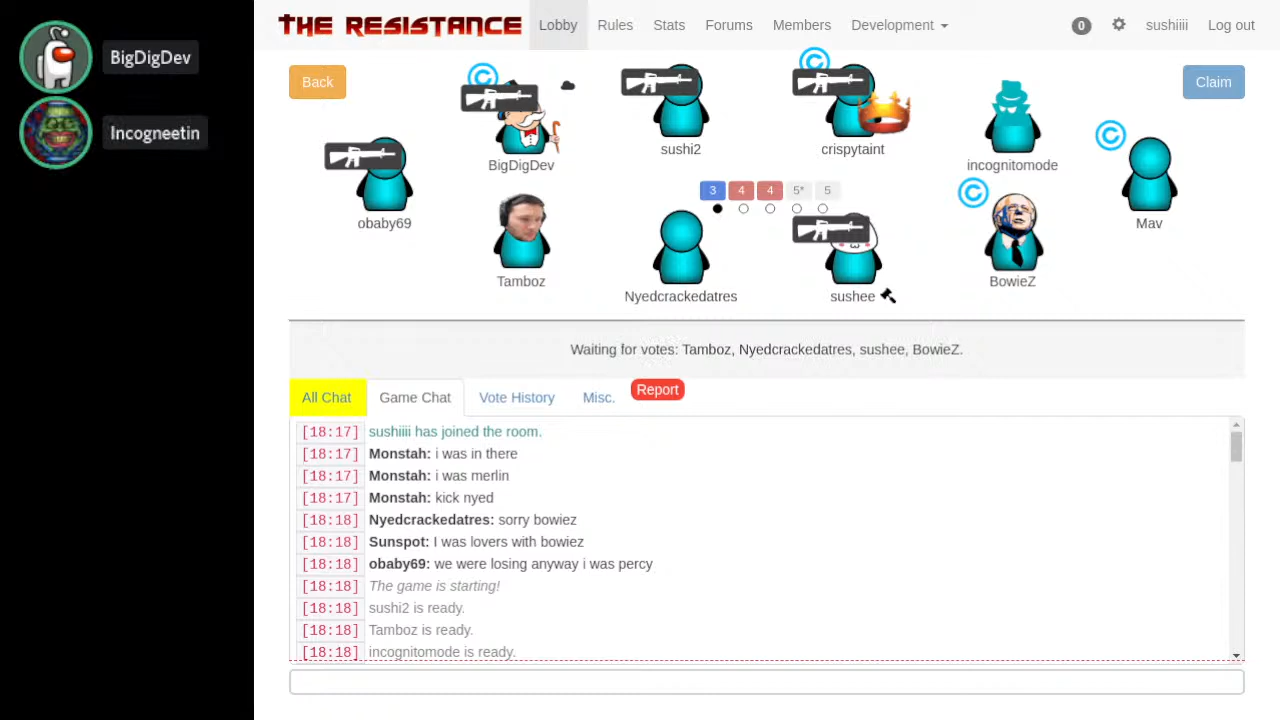 BigDigDev
Incogneetin
THE RESISTANCE
Lobby Rules Stats Forums Members Development 0 sushiiii Log out
Back
Claim
BigDigDev
sushi2
crispytaint
incognitomode
obaby69
Mav
3 4 4 5* 5
Tamboz
Nyedcrackedatres
sushee
BowieZ
Waiting for votes: Tamboz, Nyedcrackedatres, sushee, BowieZ.
All Chat Game Chat Vote History Misc. Report
[18:17] sushiiii has joined the room.
[18:17] Monstah: i was in there
[18:17] Monstah: i was merlin
[18:17] Monstah: kick nyed
[18:18] Nyedcrackedatres: sorry bowiez
[18:18] Sunspot: I was lovers with bowiez
[18:18] obaby69: we were losing anyway i was percy
[18:18] The game is starting!
[18:18] sushi2 is ready.
[18:18] Tamboz is ready.
[18:18] incognitomode is ready.